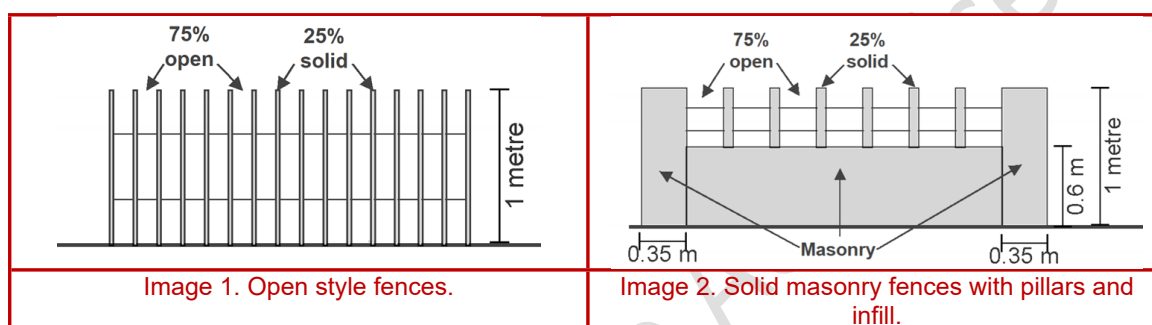 75%
open
25%
solid
1 metre
Image 1. Open style fences.
75%
open
25%
solid
0.6 m
1 metre
0.35 m
Masonry
0.35 m
Image 2. Solid masonry fences with pillars and
infill.